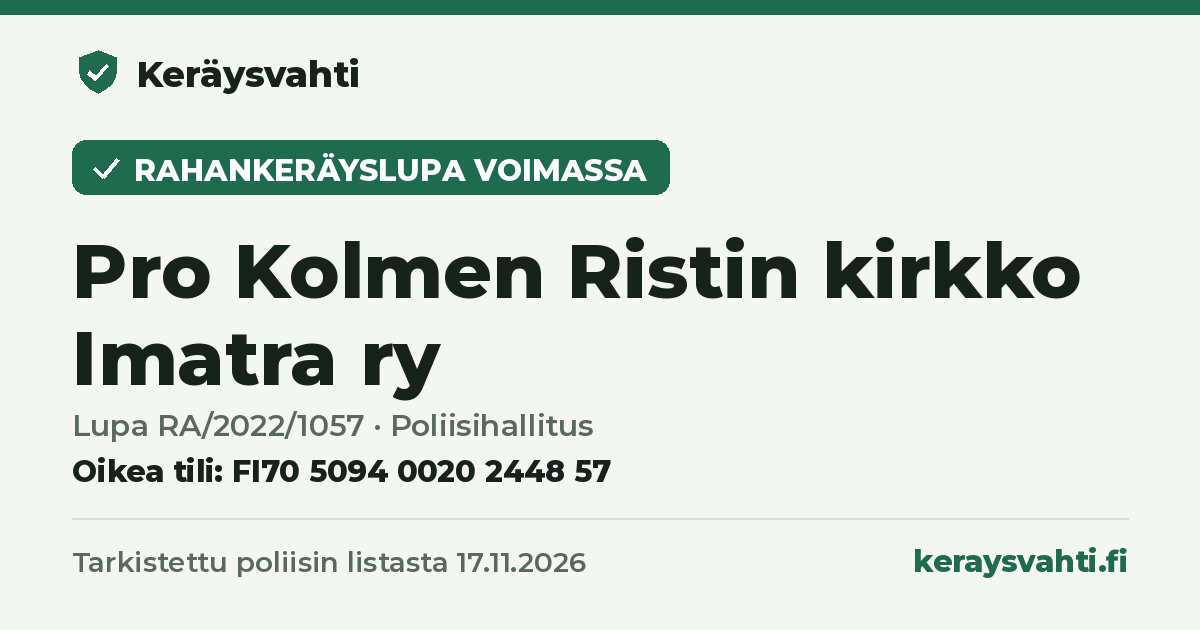 Keräysvahti
RAHANKERÄYSLUPA VOIMASSA
Pro Kolmen Ristin kirkko
Imatra ry
Lupa RA/2022/1057 · Poliisihallitus
Oikea tili: FI70 5094 0020 2448 57
Tarkistettu poliisin listasta 17.11.2026
keraysvahti.fi